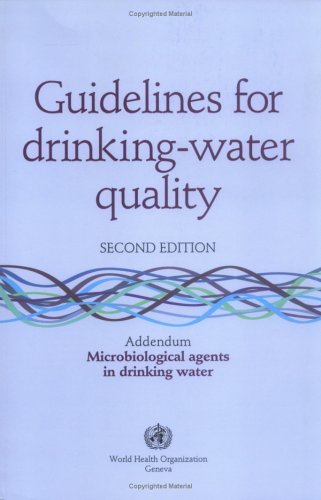 Copyrighted Material
Guidelines for
drinking-water
quality
SECOND EDITION
Addendum
Microbiological agents
in drinking water
World Health Organization
Geneva
Copyrighted Material